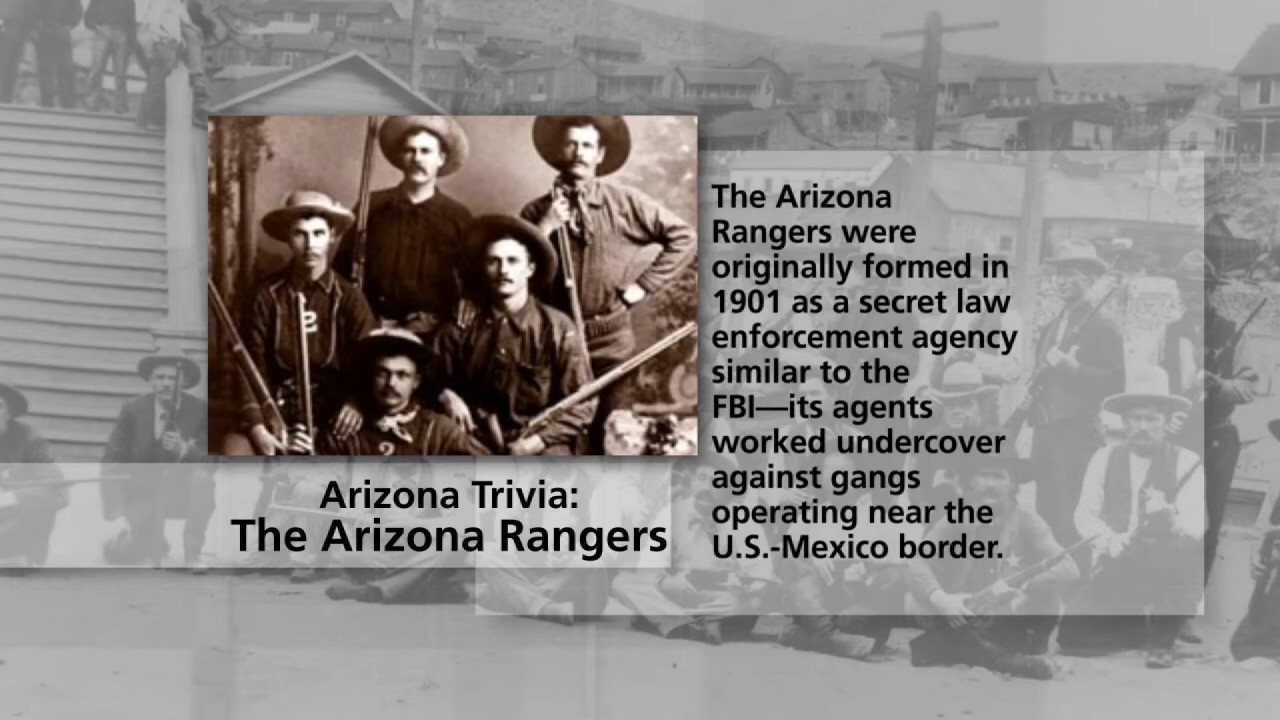 Arizona Trivia:
The Arizona Rangers
The Arizona
Rangers were
originally formed in
1901 as a secret law
enforcement agency
similar to the
FBI—its agents
worked undercover
against gangs
operating near the
U.S.-Mexico border.